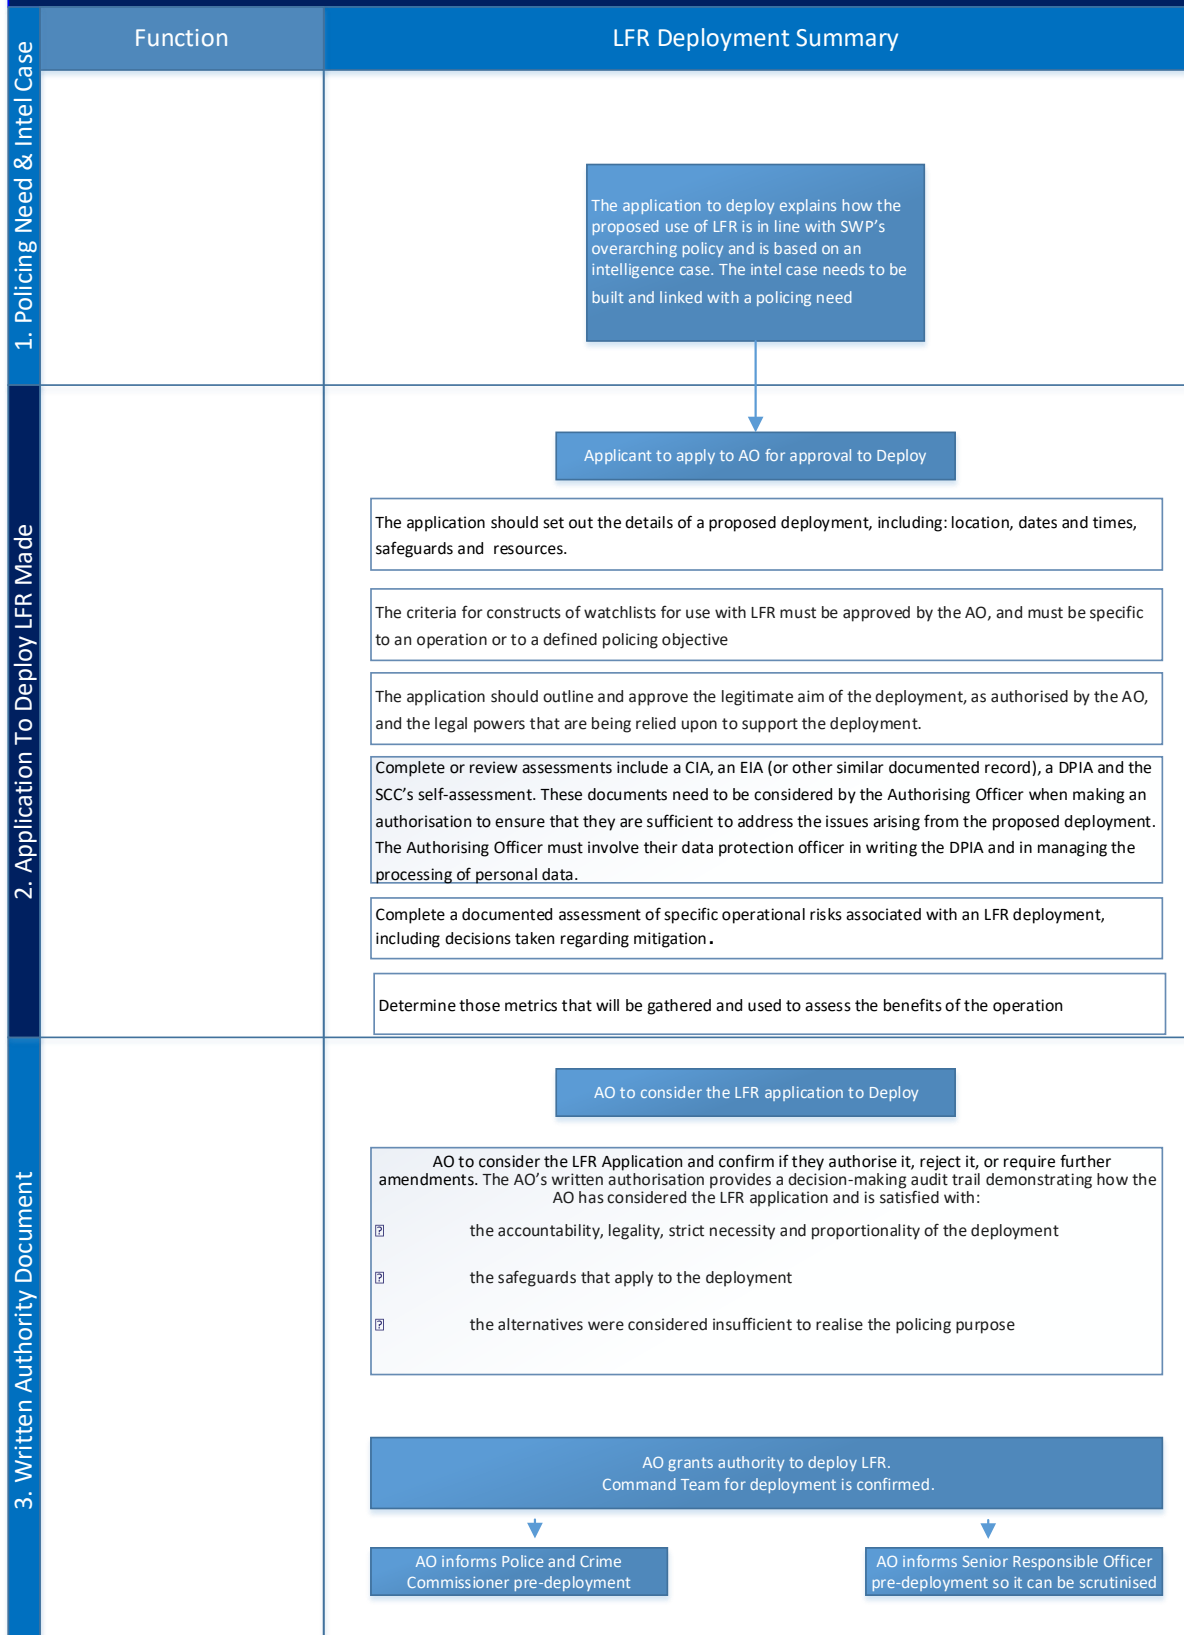 Function
LFR Deployment Summary
1. Policing Need & Intel Case
The application to deploy explains how the
proposed use of LFR is in line with SWP’s
overarching policy and is based on an
intelligence case. The intel case needs to be
built and linked with a policing need
2. Application To Deploy LFR Made
Applicant to apply to AO for approval to Deploy
The application should set out the details of a proposed deployment, including: location, dates and times,
safeguards and resources.
The criteria for constructs of watchlists for use with LFR must be approved by the AO, and must be specific
to an operation or to a defined policing objective
The application should outline and approve the legitimate aim of the deployment, as authorised by the AO,
and the legal powers that are being relied upon to support the deployment.
Complete or review assessments include a CIA, an EIA (or other similar documented record), a DPIA and the
SCC’s self-assessment. These documents need to be considered by the Authorising Officer when making an
authorisation to ensure that they are sufficient to address the issues arising from the proposed deployment.
The Authorising Officer must involve their data protection officer in writing the DPIA and in managing the
processing of personal data.
Complete a documented assessment of specific operational risks associated with an LFR deployment,
including decisions taken regarding mitigation.
Determine those metrics that will be gathered and used to assess the benefits of the operation
3. Written Authority Document
AO to consider the LFR application to Deploy
AO to consider the LFR Application and confirm if they authorise it, reject it, or require further
amendments. The AO’s written authorisation provides a decision-making audit trail demonstrating how the
AO has considered the LFR application and is satisfied with:
the accountability, legality, strict necessity and proportionality of the deployment
the safeguards that apply to the deployment
the alternatives were considered insufficient to realise the policing purpose
AO grants authority to deploy LFR.
Command Team for deployment is confirmed.
AO informs Police and Crime
Commissioner pre-deployment
AO informs Senior Responsible Officer
pre-deployment so it can be scrutinised